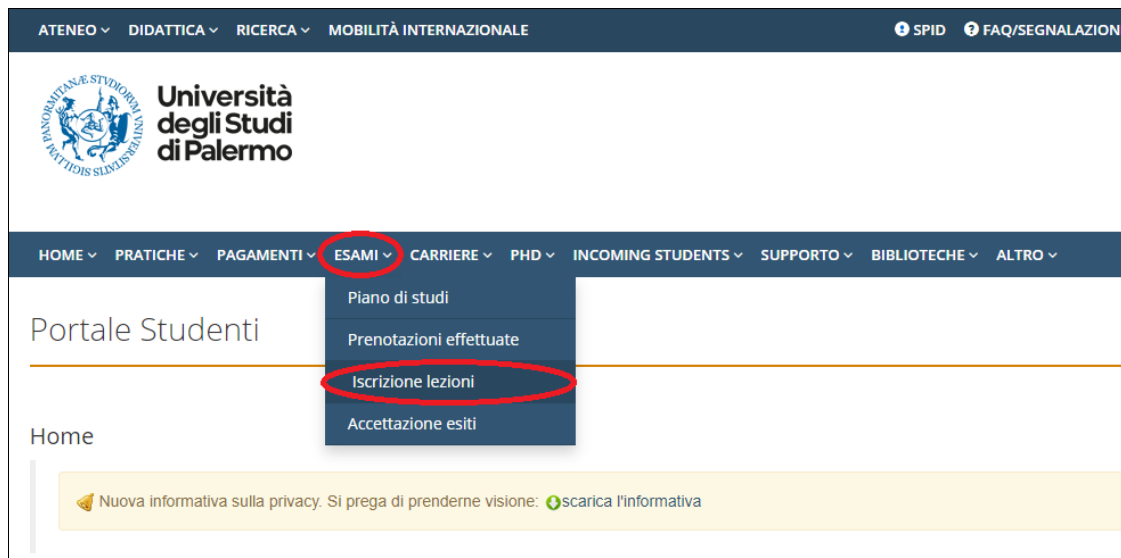 ATENEO DIDATTICA RICERCA MOBILITÀ INTERNAZIONALE SPID FAQ/SEGNALAZION
Università
degli Studi
di Palermo
HOME PRATICHE PAGAMENTI ESAMI CARRIERE PHD INCOMING STUDENTS SUPPORTO BIBLIOTECHE ALTRO
Piano di studi
Portale Studenti
Prenotazioni effettuate
Iscrizione lezioni
Accettazione esiti
Home
Nuova informativa sulla privacy. Si prega di prenderne visione: scarica l'informativa